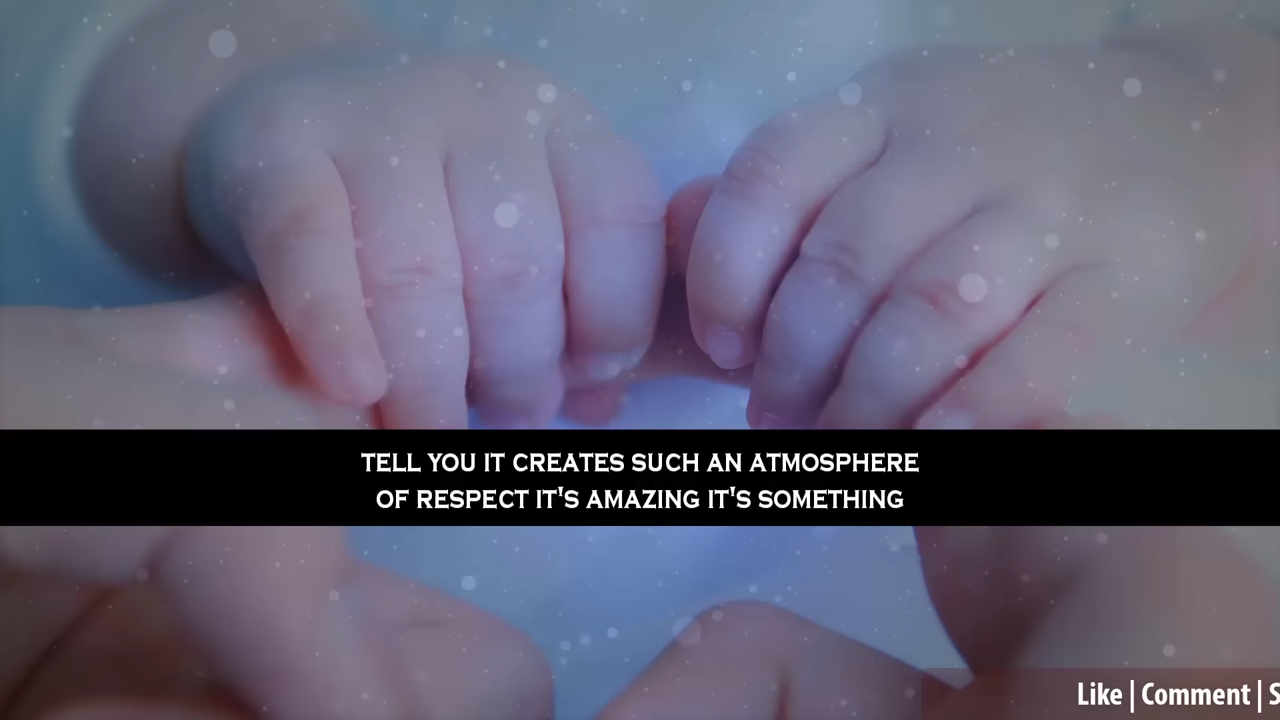 TELL YOU IT CREATES SUCH AN ATMOSPHERE
OF RESPECT IT'S AMAZING IT'S SOMETHING
Like | Comment | S